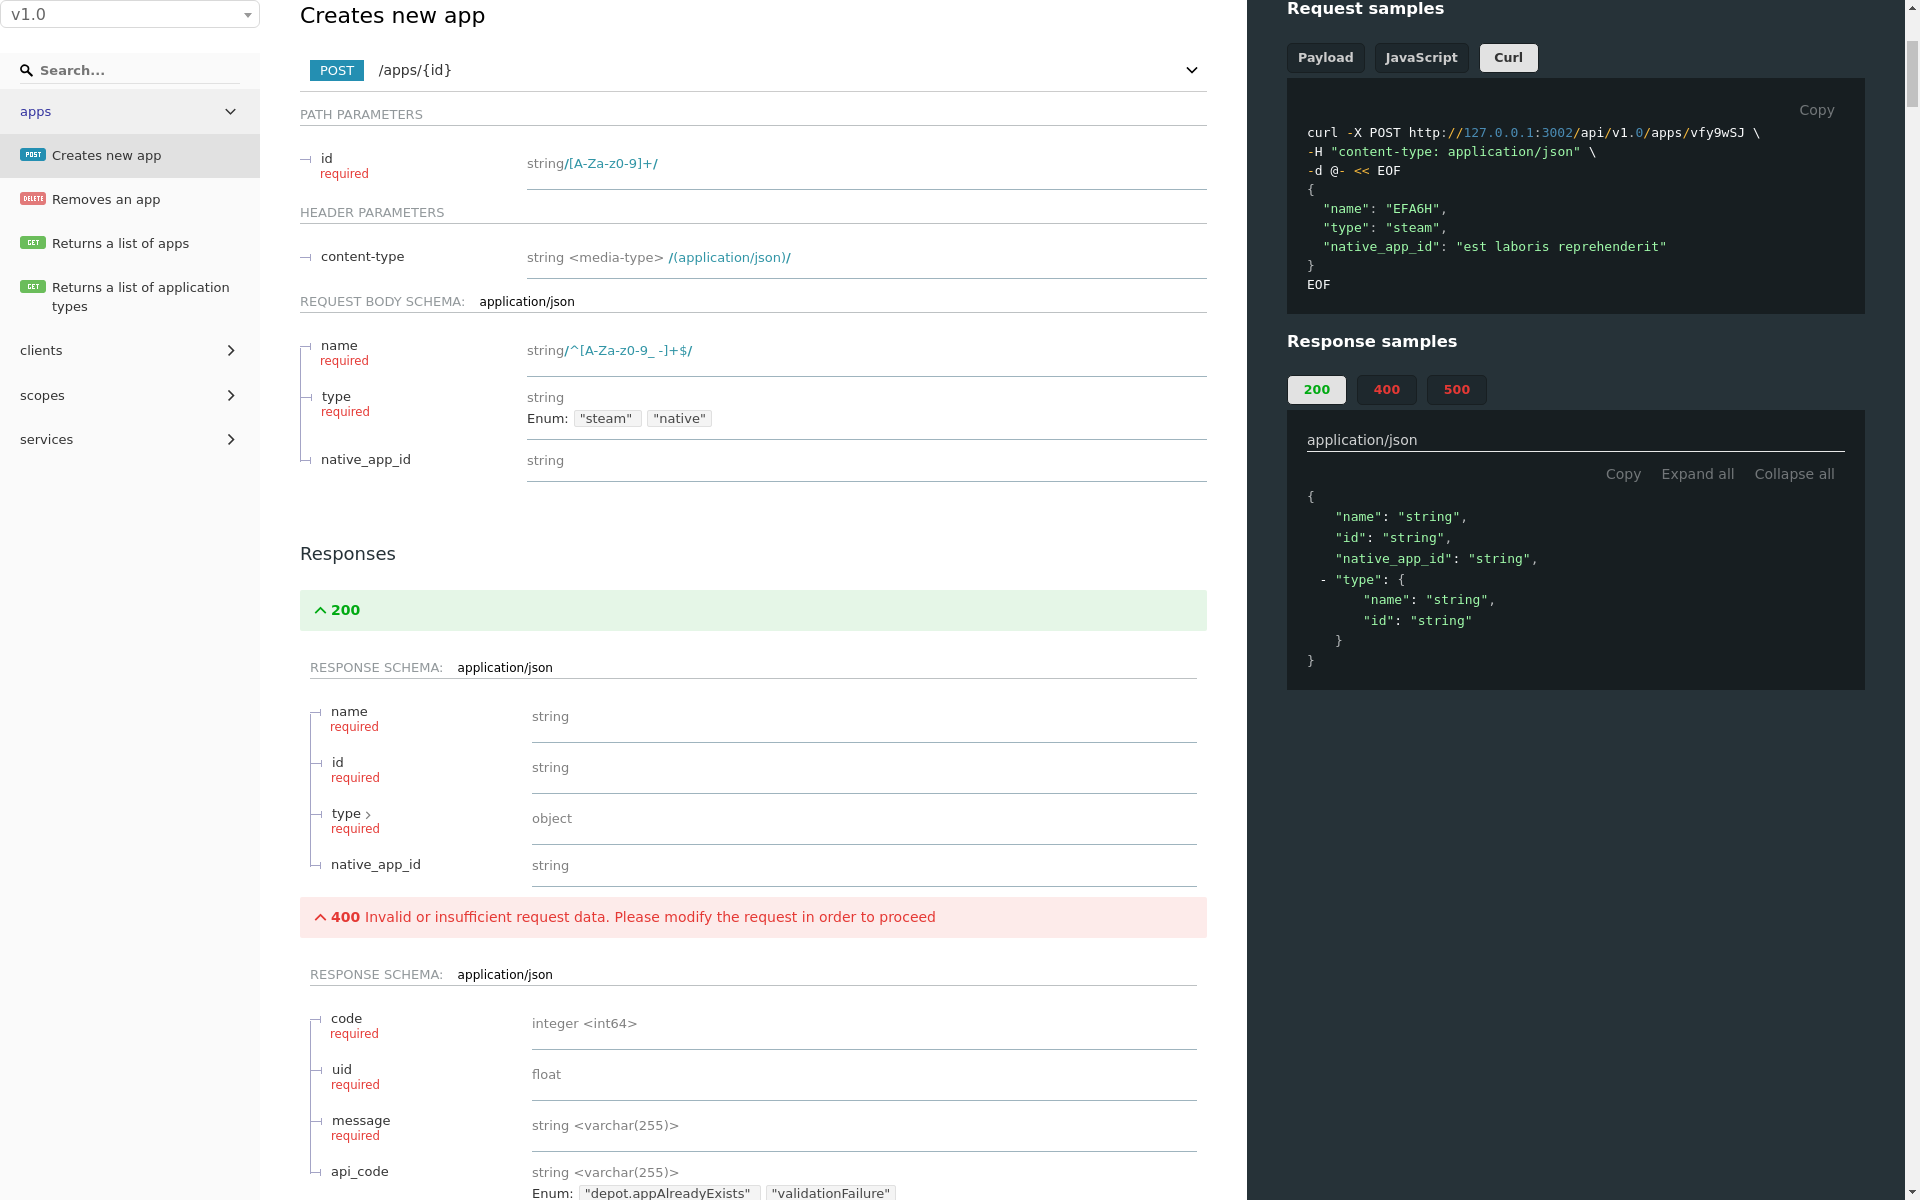 v1.0
Search...
apps
POST Creates new app
DELETE Removes an app
GET Returns a list of apps
GET Returns a list of application
types
clients
scopes
services
Creates new app
POST /apps/{id}
PATH PARAMETERS
id
required
string/[A-Za-z0-9]+/
HEADER PARAMETERS
content-type
string <media-type> /(application/json)/
REQUEST BODY SCHEMA: application/json
name
required
string/^[A-Za-z0-9_ -]+$/
type
required
string
Enum: "steam" "native"
native_app_id
string
Responses
200
RESPONSE SCHEMA: application/json
name
required
string
id
required
string
type
required
object
native_app_id
string
400 Invalid or insufficient request data. Please modify the request in order to proceed
RESPONSE SCHEMA: application/json
code
required
integer <int64>
uid
required
float
message
required
string <varchar(255)>
api_code
string <varchar(255)>
Enum: "depot.appAlreadyExists" "validationFailure"
Request samples
Payload JavaScript Curl
Copy
curl -X POST http://127.0.0.1:3002/api/v1.0/apps/vfy9wSJ \
-H "content-type: application/json" \
-d @- << EOF
{
"name": "EFA6H",
"type": "steam",
"native_app_id": "est laboris reprehenderit"
}
EOF
Response samples
200 400 500
application/json
Copy Expand all Collapse all
{
"name": "string",
"id": "string",
"native_app_id": "string",
- "type": {
"name": "string",
"id": "string"
}
}